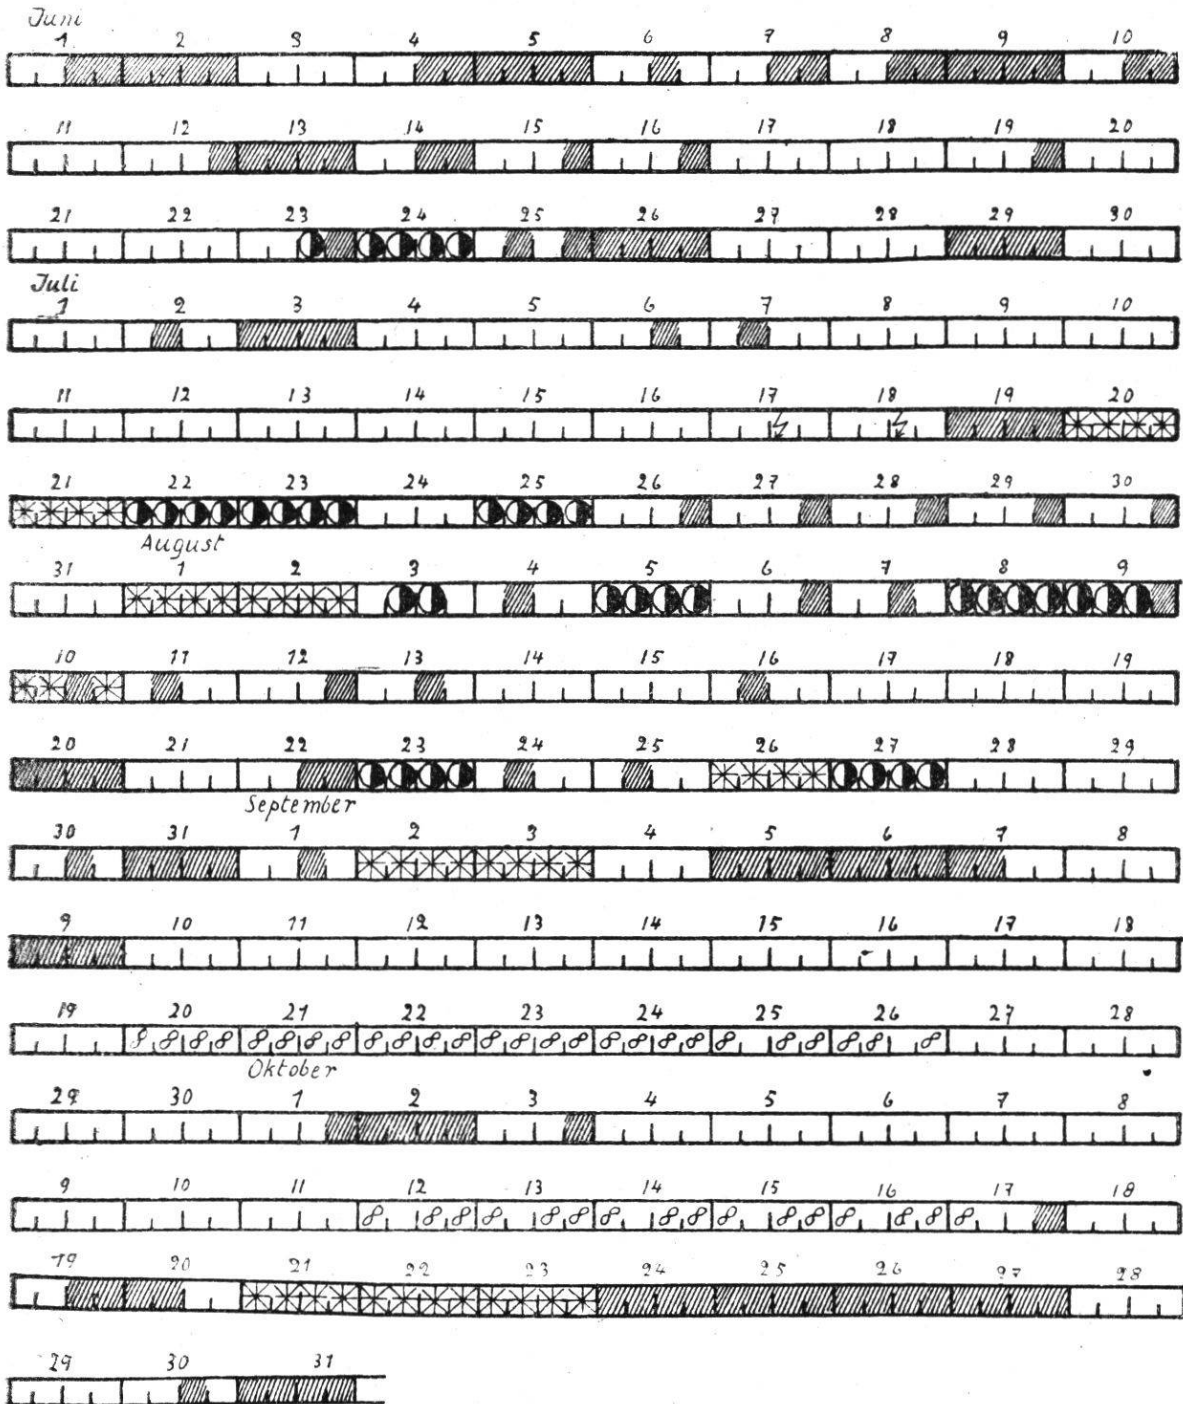 Juni
1 2 3 4 5 6 7 8 9 10
11 12 13 14 15 16 17 18 19 20
21 22 23 24 25 26 27 28 29 30
Juli
1 2 3 4 5 6 7 8 9 10
11 12 13 14 15 16 17 18 19 20
21 22 23 24 25 26 27 28 29 30
August
31 1 2 3 4 5 6 7 8 9
10 11 12 13 14 15 16 17 18 19
20 21 22 23 24 25 26 27 28 29
September
30 31 1 2 3 4 5 6 7 8
9 10 11 12 13 14 15 16 17 18
19 20 21 22 23 24 25 26 27 28
Oktober
29 30 1 2 3 4 5 6 7 8
9 10 11 12 13 14 15 16 17 18
19 20 21 22 23 24 25 26 27 28
29 30 31